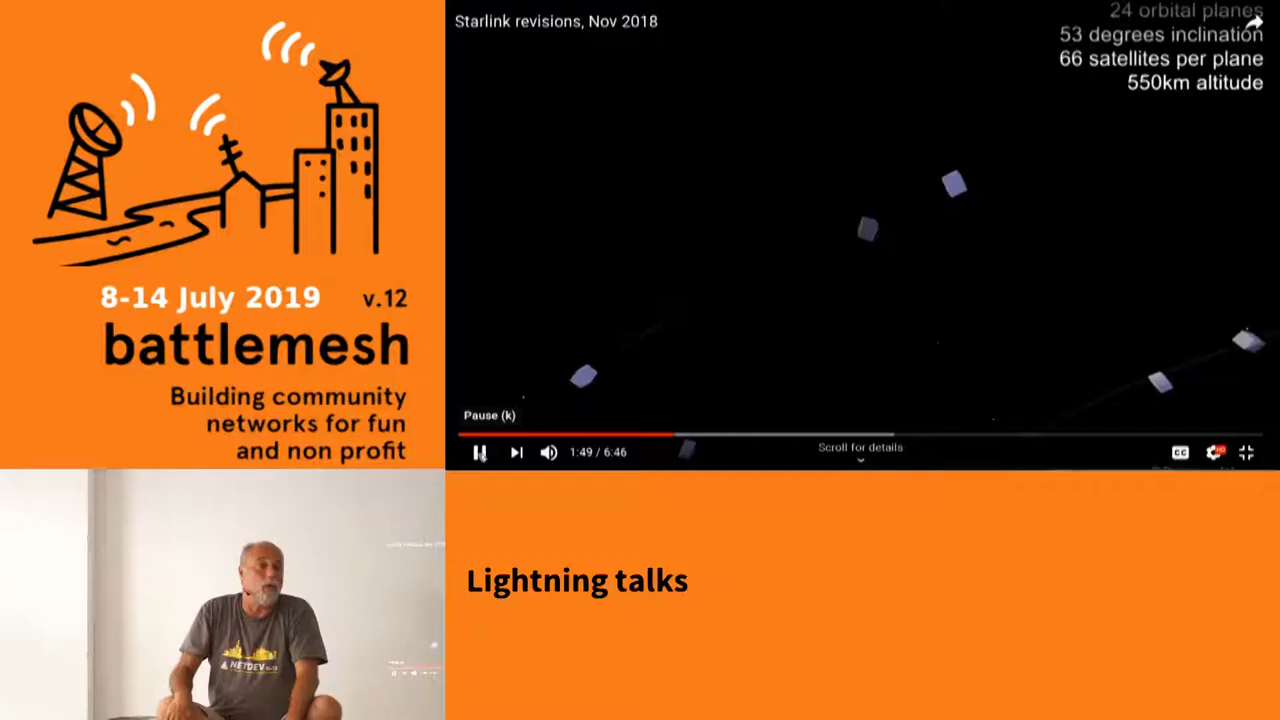 8-14 July 2019 v.12
battlemesh
Building community
networks for fun
and non profit
Starlink revisions, Nov 2018
24 orbital planes
53 degrees inclination
66 satellites per plane
550km altitude
Pause (k)
1:49 / 6:46
Scroll for details
CC
HD
NETDEV
Lightning talks